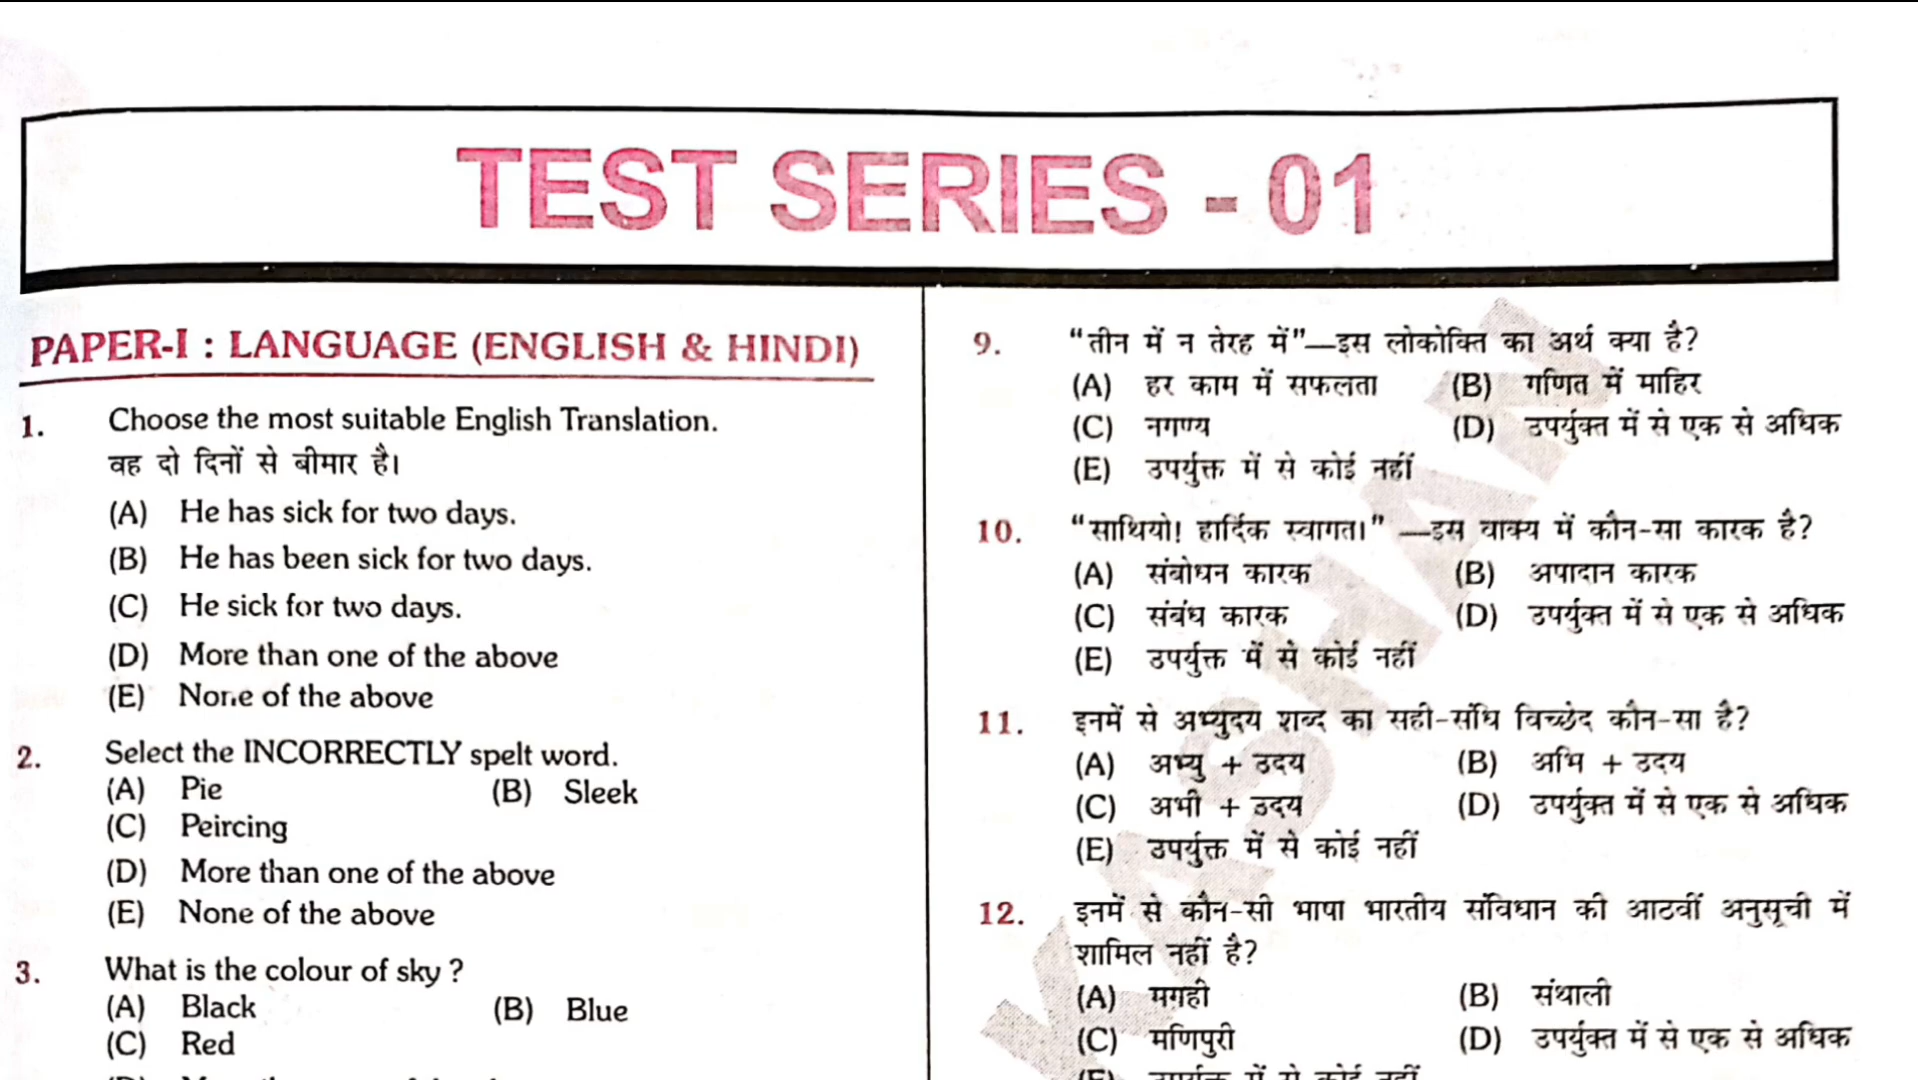 TEST SERIES - 01
PAPER-I : LANGUAGE (ENGLISH & HINDI)
1. Choose the most suitable English Translation.
वह दो दिनों से बीमार है।
(A) He has sick for two days.
(B) He has been sick for two days.
(C) He sick for two days.
(D) More than one of the above
(E) None of the above
2. Select the INCORRECTLY spelt word.
(A) Pie (B) Sleek
(C) Peircing
(D) More than one of the above
(E) None of the above
3. What is the colour of sky ?
(A) Black (B) Blue
(C) Red
9. “तीन में न तेरह में”—इस लोकोक्ति का अर्थ क्या है?
(A) हर काम में सफलता (B) गणित में माहिर
(C) नगण्य (D) उपर्युक्त में से एक से अधिक
(E) उपर्युक्त में से कोई नहीं
10. “साथियो! हार्दिक स्वागत।” —इस वाक्य में कौन-सा कारक है?
(A) संबोधन कारक (B) अपादान कारक
(C) संबंध कारक (D) उपर्युक्त में से एक से अधिक
(E) उपर्युक्त में से कोई नहीं
11. इनमें से अभ्युदय शब्द का सही-संधि विच्छेद कौन-सा है?
(A) अभ्यु + उदय (B) अभि + उदय
(C) अभी + उदय (D) उपर्युक्त में से एक से अधिक
(E) उपर्युक्त में से कोई नहीं
12. इनमें से कौन-सी भाषा भारतीय संविधान की आठवीं अनुसूची में
शामिल नहीं है?
(A) मगही (B) संथाली
(C) मणिपुरी (D) उपर्युक्त में से एक से अधिक
(E) उपर्युक्त में से कोई नहीं
KASHAN